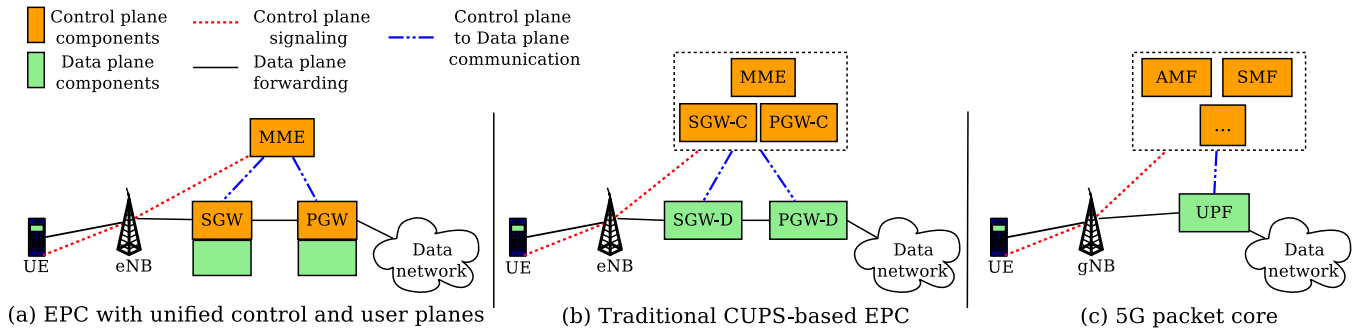 Control plane
components
Control plane
signaling
Control plane
to Data plane
communication
Data plane
components
Data plane
forwarding
MME
SGW
PGW
UE
eNB
Data
network
(a) EPC with unified control and user planes
MME
SGW-C
PGW-C
SGW-D
PGW-D
UE
eNB
Data
network
(b) Traditional CUPS-based EPC
AMF
SMF
...
UPF
UE
gNB
Data
network
(c) 5G packet core